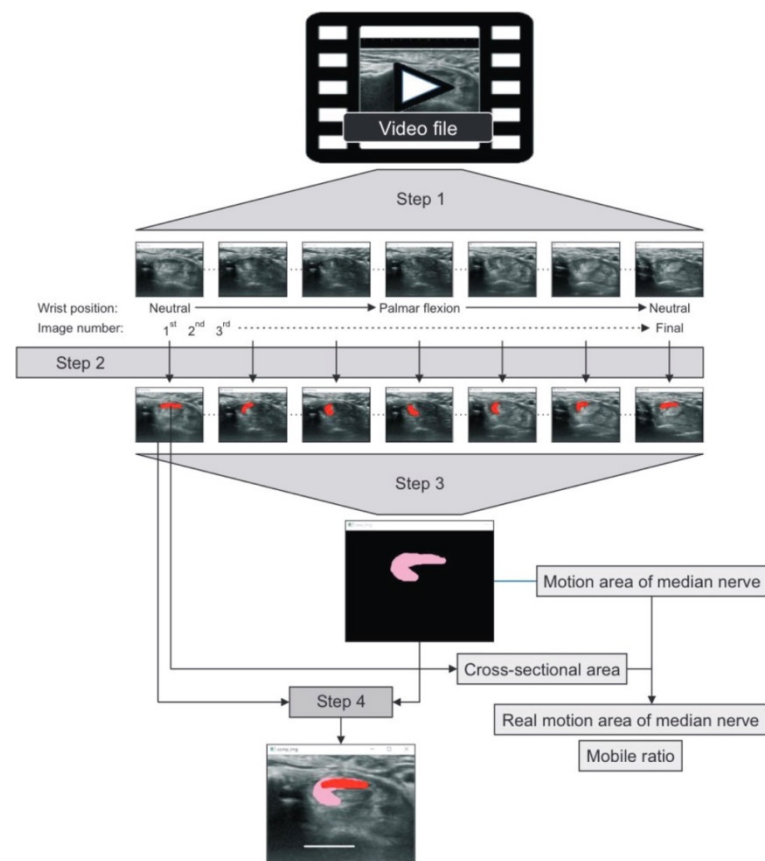 Video file
Step 1
Wrist position: Neutral Palmar flexion Neutral
Image number: 1st 2nd 3rd Final
Step 2
Step 3
Motion area of median nerve
Cross-sectional area
Step 4
Real motion area of median nerve
Mobile ratio